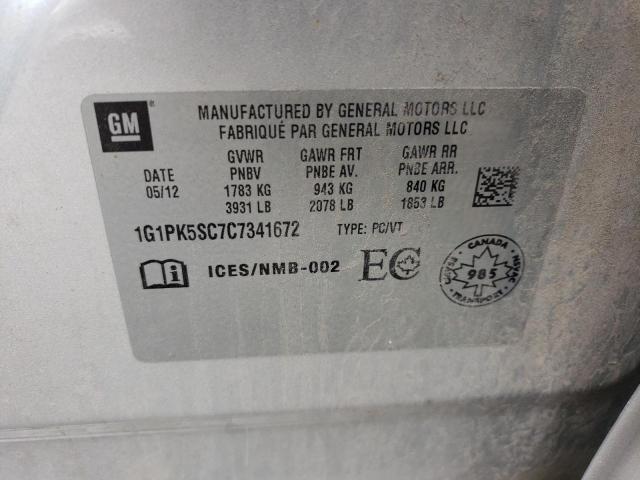 GM
MANUFACTURED BY GENERAL MOTORS LLC
FABRIQUÉ PAR GENERAL MOTORS LLC
DATE
05/12
GVWR
PNBV
1783 KG
3931 LB
GAWR FRT
PNBE AV.
943 KG
2078 LB
GAWR RR
PNBE ARR.
840 KG
1853 LB
1G1PK5SC7C7341672 TYPE: PC/VT
i ICES/NMB-002 EC
CANADA
985
TRANSPORT